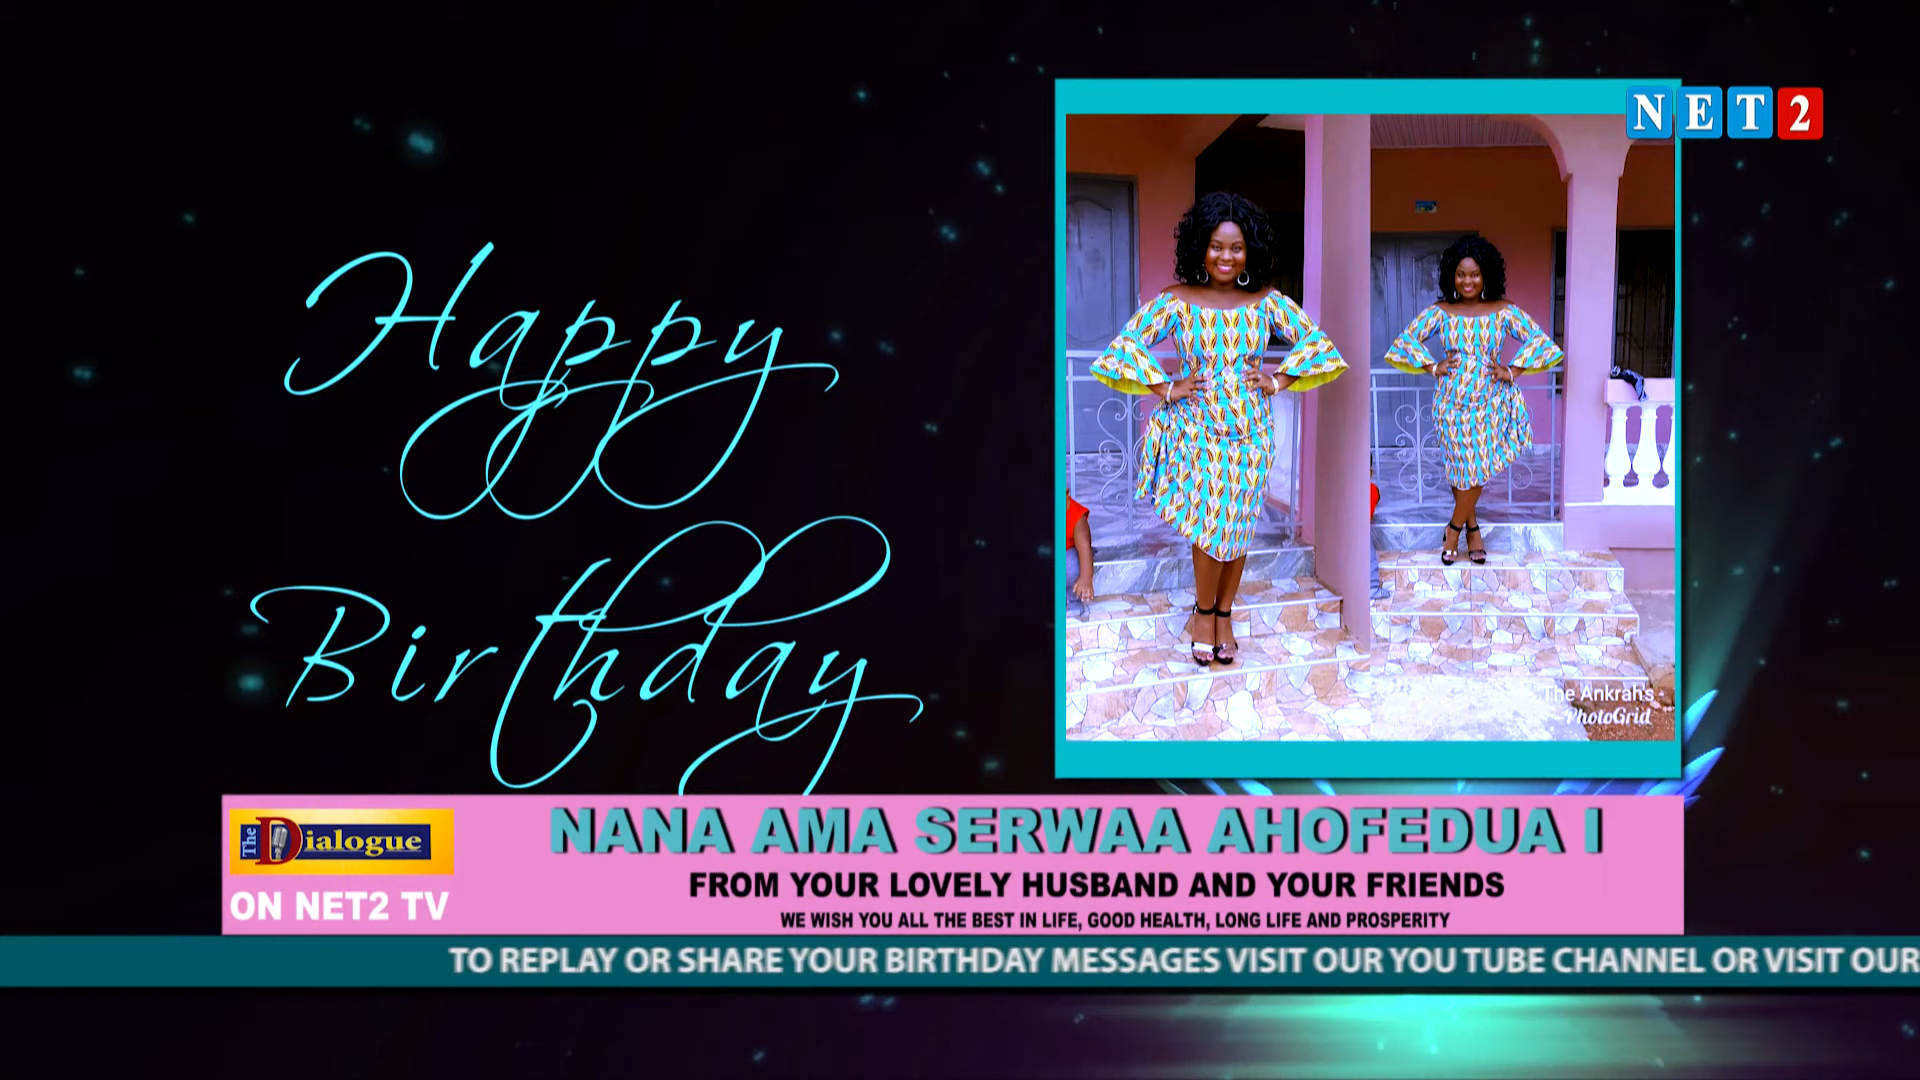 NET2
Happy
Birthday
The Ankrah's -
PhotoGrid
The Dialogue
ON NET2 TV
NANA AMA SERWAA AHOFEDUA I
FROM YOUR LOVELY HUSBAND AND YOUR FRIENDS
WE WISH YOU ALL THE BEST IN LIFE, GOOD HEALTH, LONG LIFE AND PROSPERITY
TO REPLAY OR SHARE YOUR BIRTHDAY MESSAGES VISIT OUR YOU TUBE CHANNEL OR VISIT OUR